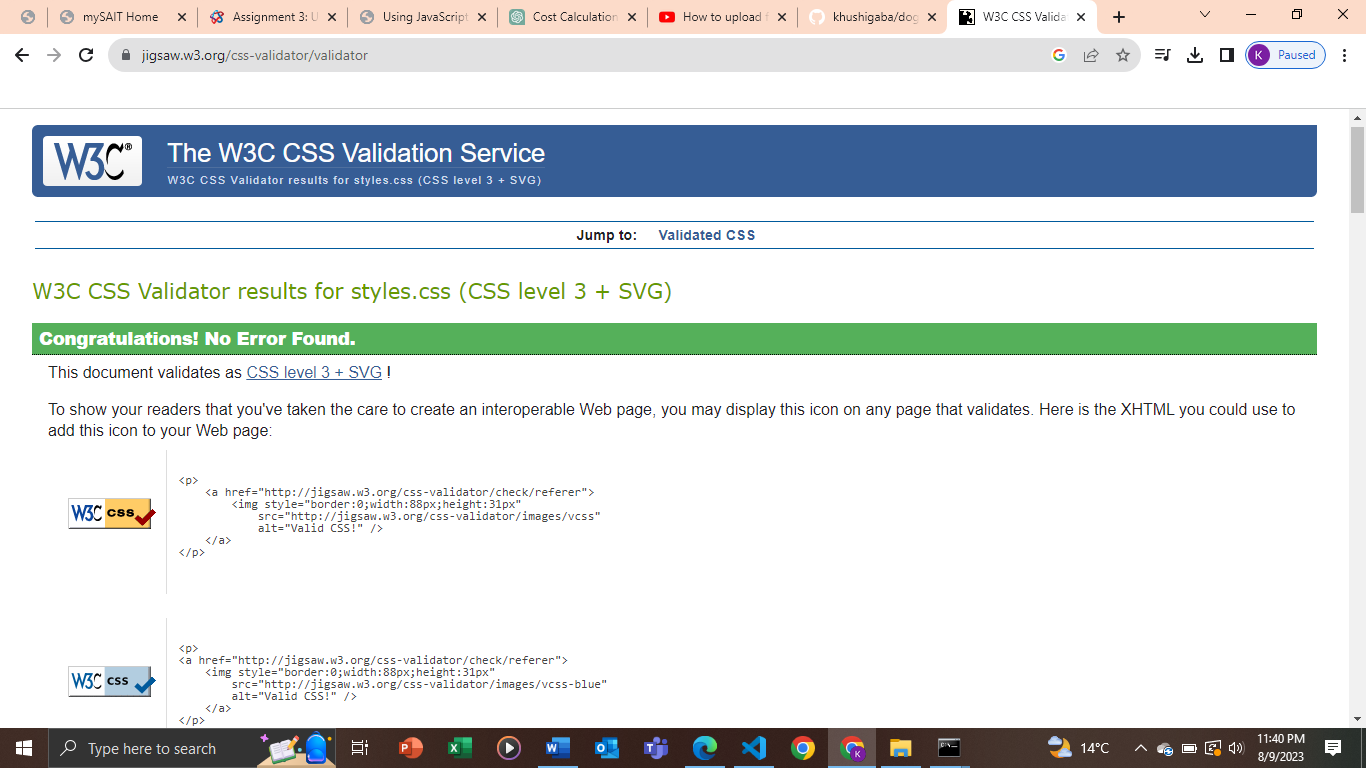 mySAIT Home
Assignment 3: U
Using JavaScript
Cost Calculation
How to upload f
khushigaba/dog
W3C CSS Valida
jigsaw.w3.org/css-validator/validator
K Paused
W3C®
The W3C CSS Validation Service
W3C CSS Validator results for styles.css (CSS level 3 + SVG)
Jump to: Validated CSS
W3C CSS Validator results for styles.css (CSS level 3 + SVG)
Congratulations! No Error Found.
This document validates as CSS level 3 + SVG !
To show your readers that you've taken the care to create an interoperable Web page, you may display this icon on any page that validates. Here is the XHTML you could use to
add this icon to your Web page:
W3C css
<p>
<a href="http://jigsaw.w3.org/css-validator/check/referer">
<img style="border:0;width:88px;height:31px"
src="http://jigsaw.w3.org/css-validator/images/vcss"
alt="Valid CSS!" />
</a>
</p>
W3C css
<p>
<a href="http://jigsaw.w3.org/css-validator/check/referer">
<img style="border:0;width:88px;height:31px"
src="http://jigsaw.w3.org/css-validator/images/vcss-blue"
alt="Valid CSS!" />
</a>
</p>
Type here to search
14°C
11:40 PM
8/9/2023